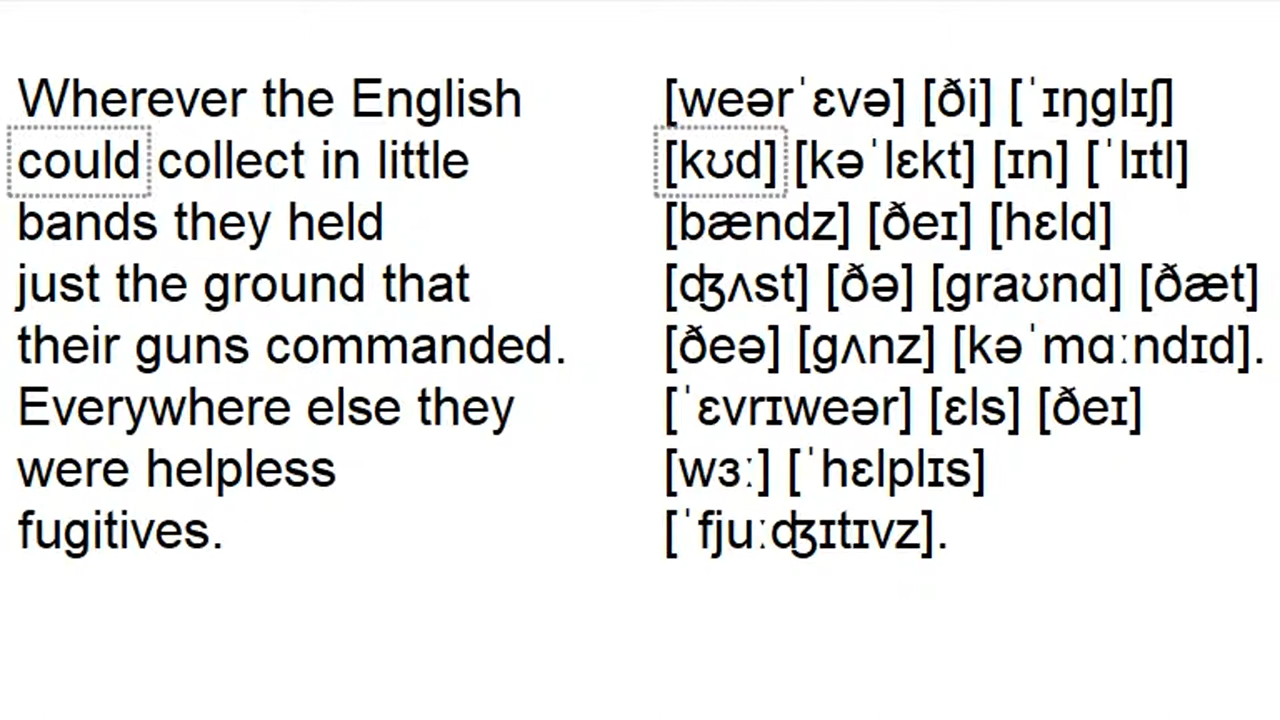 Wherever the English
could collect in little
bands they held
just the ground that
their guns commanded.
Everywhere else they
were helpless
fugitives.
[weərˈɛvə] [ði] [ˈɪŋglɪʃ]
[kʊd] [kəˈlɛkt] [ɪn] [ˈlɪtl]
[bændz] [ðeɪ] [hɛld]
[ʤʌst] [ðə] [graʊnd] [ðæt]
[ðeə] [gʌnz] [kəˈmɑːndɪd].
[ˈɛvrɪweər] [ɛls] [ðeɪ]
[wɜː] [ˈhɛlplɪs]
[ˈfjuːʤɪtɪvz].